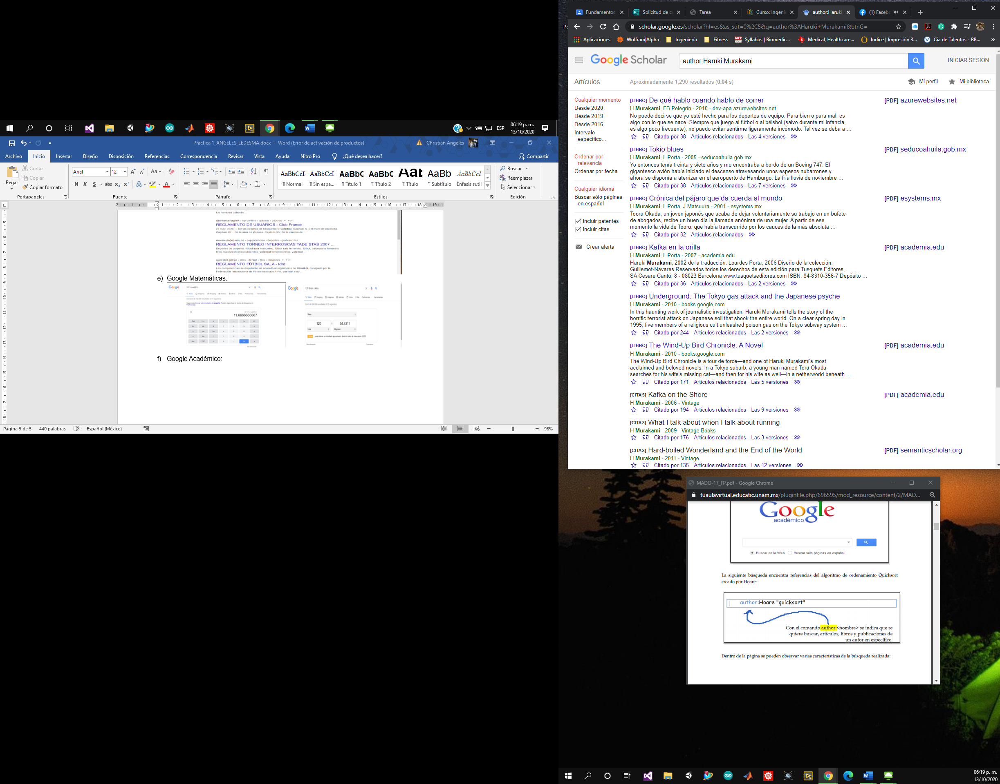 06:19 p. m.
ESP
13/10/2020
Practica 1_ANGELES_LEDESMA.docx - Word (Error de activación de productos)
Christian Angeles
Archivo Inicio Insertar Diseño Disposición Referencias Correspondencia Revisar Vista Ayuda Nitro Pro ¿Qué desea hacer? Compartir
Pegar
Cortar
Copiar
Copiar formato
Portapapeles
Arial 12
Fuente
Párrafo
AaBbCcI AaBbCcI AaBbC AaBbC AaB AaBb AaBbCcI
¶ Normal ¶ Sin espa... ¶ Título 1 ¶ Título 2 ¶ Título ¶ Subtítulo Énfasis sutil
Estilos
Buscar
Reemplazar
Seleccionar
Edición
los hombres deberán ...
REGLAMENTO DE USUARIOS - Club France
REGLAMENTO TORNEO INTERROSCAS TADEISTAS 2007 ...
REGLAMENTO FÚTBOL SALA - Idrd
e) Google Matemáticas:
Google
11.6666666667
Google
120 = 54.4311
f) Google Académico:
Página 5 de 5 440 palabras Español (México) 98%
Fundamentos Solicitud de c Tarea Curso: Ingenie author:Haruki (1) Faceb
scholar.google.es/scholar?hl=es&as_sdt=0%2C5&q=author%3AHaruki+Murakami&btnG=
Aplicaciones Wolfram|Alpha Ingeniería Fitness Syllabus | Biomedic... Medical, Healthcare... Indice | Impresión 3... Cia de Talentos - BB... »
Google Scholar
author:Haruki Murakami
INICIAR SESIÓN
Artículos
Aproximadamente 1,290 resultados (0.04 s)
Mi perfil Mi biblioteca
Cualquier momento
Desde 2020
Desde 2019
Desde 2016
Intervalo
específico...
Ordenar por
relevancia
Ordenar por fecha
Cualquier idioma
Buscar sólo páginas
en español
incluir patentes
incluir citas
Crear alerta
[LIBRO] De qué hablo cuando hablo de correr
[PDF] azurewebsites.net
H Murakami, FB Pelegrín - 2010 - dev-apa.azurewebsites.net
No puede decirse que yo esté hecho para los deportes de equipo. Para bien o para mal, es
algo con lo que se nace. Siempre que juego al fútbol o al béisbol (salvo durante mi infancia,
es algo poco frecuente), no puedo evitar sentirme ligeramente incómodo. Tal vez se deba a ...
Citado por 38 Artículos relacionados Las 4 versiones
[LIBRO] Tokio blues
[PDF] seducoahuila.gob.mx
H Murakami, L Porta - 2005 - seducoahuila.gob.mx
Yo entonces tenía treinta y siete años y me encontraba a bordo de un Boeing 747. El
gigantesco avión había iniciado el descenso atravesando unos espesos nubarrones y
ahora se disponía a aterrizar en el aeropuerto de Hamburgo. La fría lluvia de noviembre ...
Citado por 38 Artículos relacionados Las 7 versiones
[LIBRO] Crónica del pájaro que da cuerda al mundo
[PDF] esystems.mx
H Murakami, L Porta, J Matsuura - 2001 - esystems.mx
Tooru Okada, un joven japonés que acaba de dejar voluntariamente su trabajo en un bufete
de abogados, recibe un buen día la llamada anónima de una mujer. A partir de ese
momento la vida de Tooru, que había transcurrido por los cauces de la más absoluta ...
Citado por 32 Artículos relacionados
[LIBRO] Kafka en la orilla
[PDF] academia.edu
H Murakami, L Porta - 2007 - academia.edu
Haruki Murakami, 2002 de la traducción: Lourdes Porta, 2006 Diseño de la colección:
Guillemot-Navares Reservados todos los derechos de esta edición para Tusquets Editores,
SA Cesare Cantú, 8 - 08023 Barcelona www.tusquetseditores.com ISBN: 84-8310-356-7 Depósito ...
Citado por 36 Artículos relacionados Las 2 versiones
[LIBRO] Underground: The Tokyo gas attack and the Japanese psyche
H Murakami - 2010 - books.google.com
In this haunting work of journalistic investigation, Haruki Murakami tells the story of the
horrific terrorist attack on Japanese soil that shook the entire world. On a clear spring day in
1995, five members of a religious cult unleashed poison gas on the Tokyo subway system ...
Citado por 244 Artículos relacionados Las 2 versiones
[LIBRO] The Wind-Up Bird Chronicle: A Novel
[PDF] academia.edu
H Murakami - 2010 - books.google.com
The Wind-Up Bird Chronicle is a tour de force—and one of Haruki Murakami's most
acclaimed and beloved novels. In a Tokyo suburb, a young man named Toru Okada
searches for his wife's missing cat—and then for his wife as well—in a netherworld beneath ...
Citado por 171 Artículos relacionados Las 5 versiones
[CITAS] Kafka on the Shore
[PDF] academia.edu
H Murakami - 2006 - Vintage
Citado por 194 Artículos relacionados Las 9 versiones
[CITAS] What I talk about when I talk about running
H Murakami - 2009 - Vintage Books
Citado por 176 Artículos relacionados Las 3 versiones
[CITAS] Hard-boiled Wonderland and the End of the World
[PDF] semanticscholar.org
H Murakami - 2011 - Vintage
Citado por 135 Artículos relacionados Las 12 versiones
MADO-17_FP.pdf - Google Chrome
tuaulavirtual.educatic.unam.mx/pluginfile.php/696595/mod_resource/content/2/MAD...
Google
académico
Buscar en la Web Buscar sólo páginas en español
La siguiente búsqueda encuentra referencias del algoritmo de ordenamiento Quicksort
creado por Hoare:
author:Hoare "quicksort"
Con el comando author:<nombre> se indica que se
quiere buscar, artículos, libros y publicaciones de
un autor en específico.
Dentro de la página se pueden observar varias características de la búsqueda realizada:
06:19 p. m.
13/10/2020